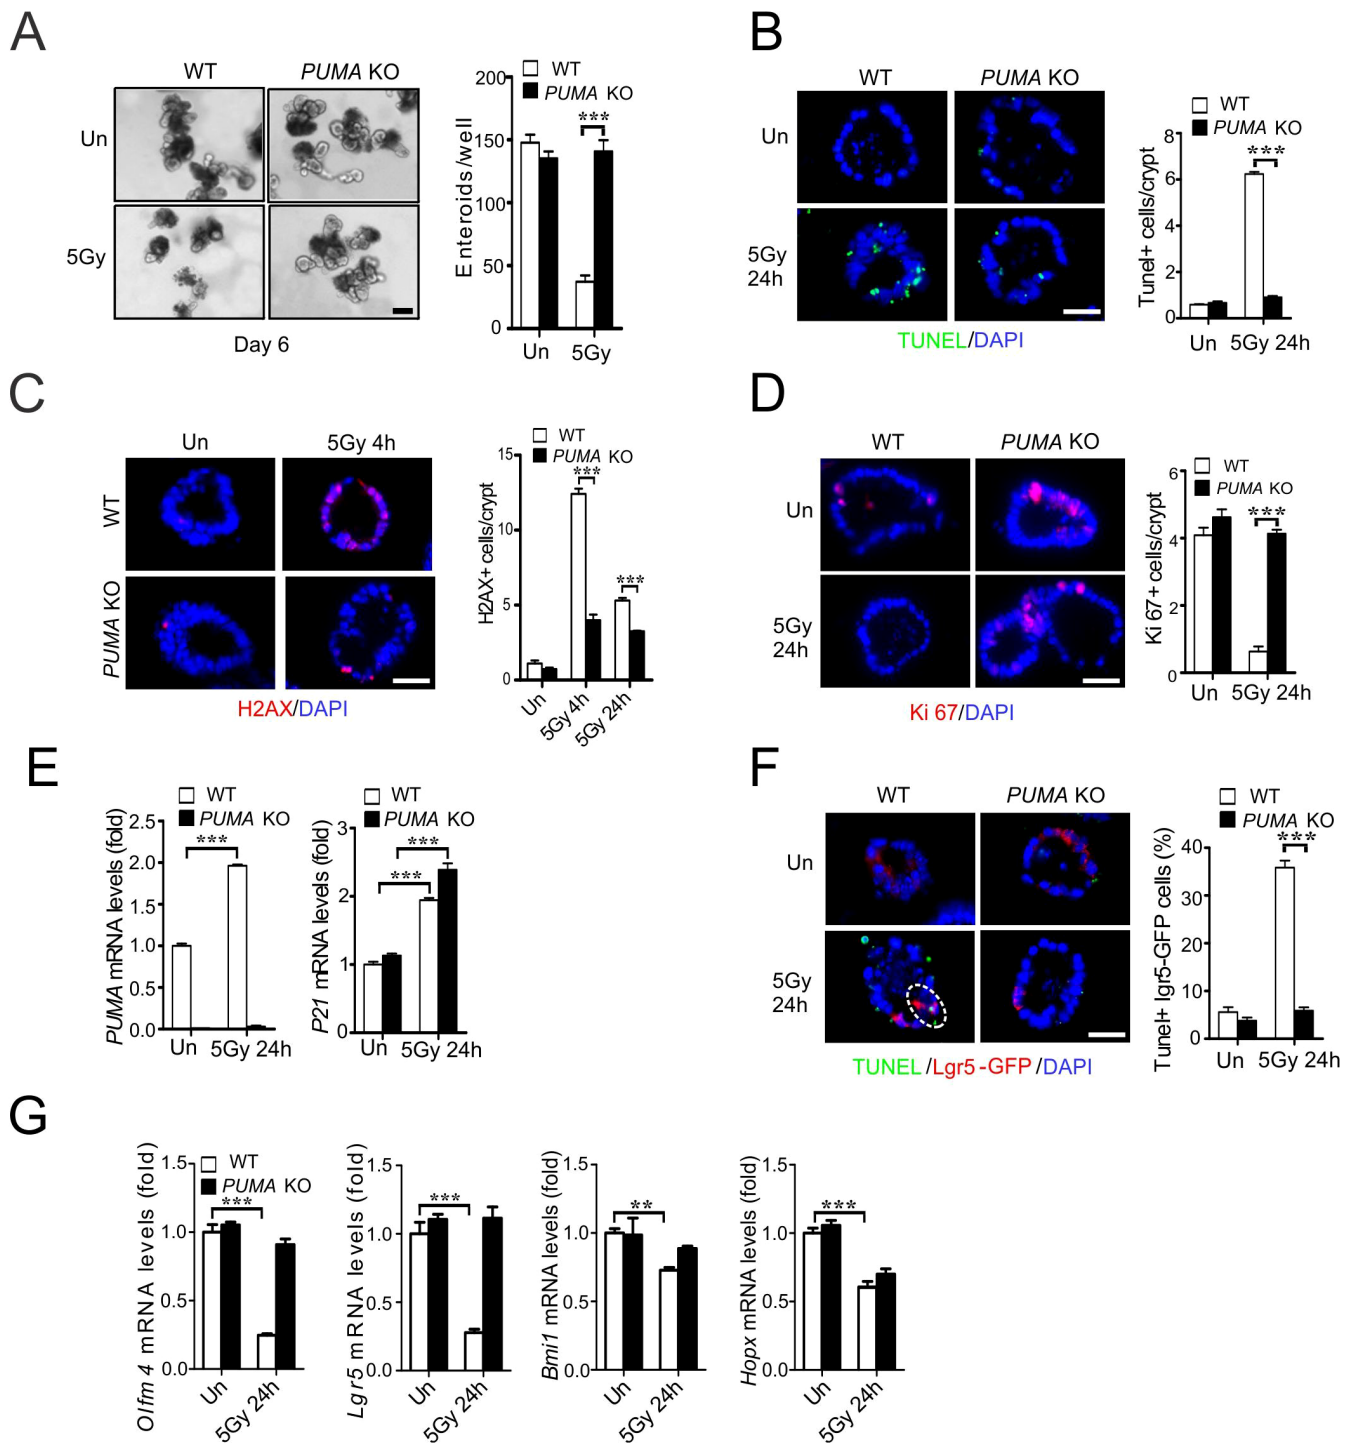 A
WT
PUMA KO
Un
5Gy
Day 6
WT
PUMA KO
200
150
100
50
0
Enteroids/well
***
Un
5Gy
B
WT
PUMA KO
Un
5Gy
24h
TUNEL/DAPI
WT
PUMA KO
8
6
4
2
0
Tunel+ cells/crypt
***
Un
5Gy 24h
C
Un
5Gy 4h
WT
PUMA KO
H2AX/DAPI
WT
PUMA KO
15
10
5
0
H2AX+ cells/crypt
***
***
Un
5Gy 4h
5Gy 24h
D
WT
PUMA KO
Un
5Gy
24h
Ki 67/DAPI
WT
PUMA KO
6
4
2
0
Ki 67+ cells/crypt
***
Un
5Gy 24h
E
WT
PUMA KO
2.5
2.0
1.5
1.0
0.5
0.0
PUMA mRNA levels (fold)
***
Un
5Gy 24h
WT
PUMA KO
3
2
1
0
P21 mRNA levels (fold)
***
***
Un
5Gy 24h
F
WT
PUMA KO
Un
5Gy
24h
TUNEL /Lgr5-GFP /DAPI
WT
PUMA KO
40
30
20
10
0
Tunel+ lgr5-GFP cells (%)
***
Un
5Gy 24h
G
WT
PUMA KO
1.5
1.0
0.5
0.0
Olfm 4 mRNA levels (fold)
***
Un
5Gy 24h
1.5
1.0
0.5
0.0
Lgr5 mRNA levels (fold)
***
Un
5Gy 24h
1.5
1.0
0.5
0.0
Bmi1 mRNA levels (fold)
**
Un
5Gy 24h
1.5
1.0
0.5
0.0
Hopx mRNA levels (fold)
***
Un
5Gy 24h